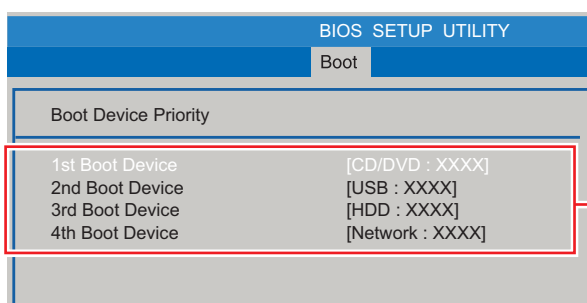 BIOS SETUP UTILITY
Boot
Boot Device Priority
1st Boot Device [CD/DVD : XXXX]
2nd Boot Device [USB : XXXX]
3rd Boot Device [HDD : XXXX]
4th Boot Device [Network : XXXX]